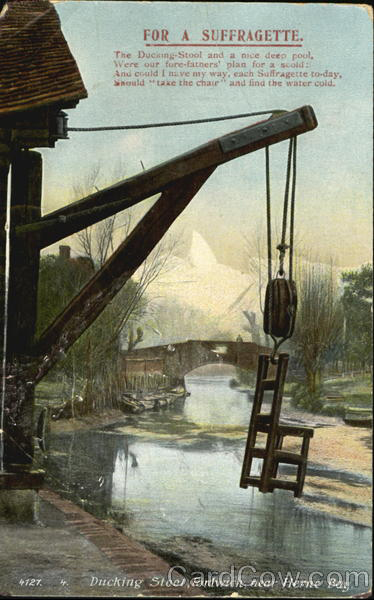 FOR A SUFFRAGETTE.
The Ducking-Stool and a nice deep pool,
Were our fore-fathers' plan for a scold:
And could I have my way, each Suffragette to-day,
Should "take the chair" and find the water cold.
CardCow.com
4127. 4. Ducking Stool, near Herne Bay